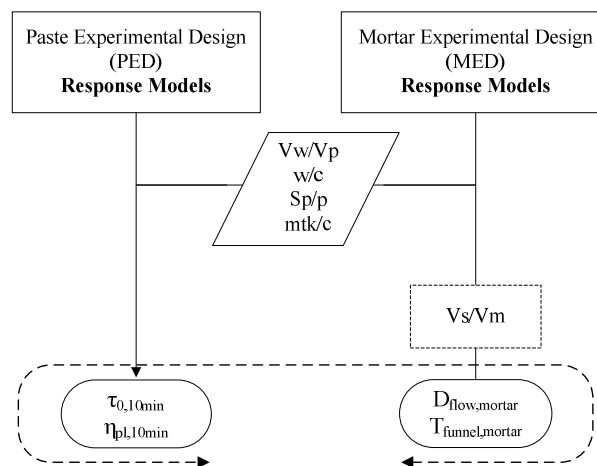 Paste Experimental Design
(PED)
Response Models
Mortar Experimental Design
(MED)
Response Models
Vw/Vp
w/c
Sp/p
mtk/c
Vs/Vm
τ0,10min
ηpl,10min
Dflow,mortar
Tfunnel,mortar